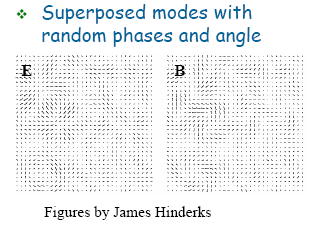 Superposed modes with
random phases and angle
E B
Figures by James Hinderks